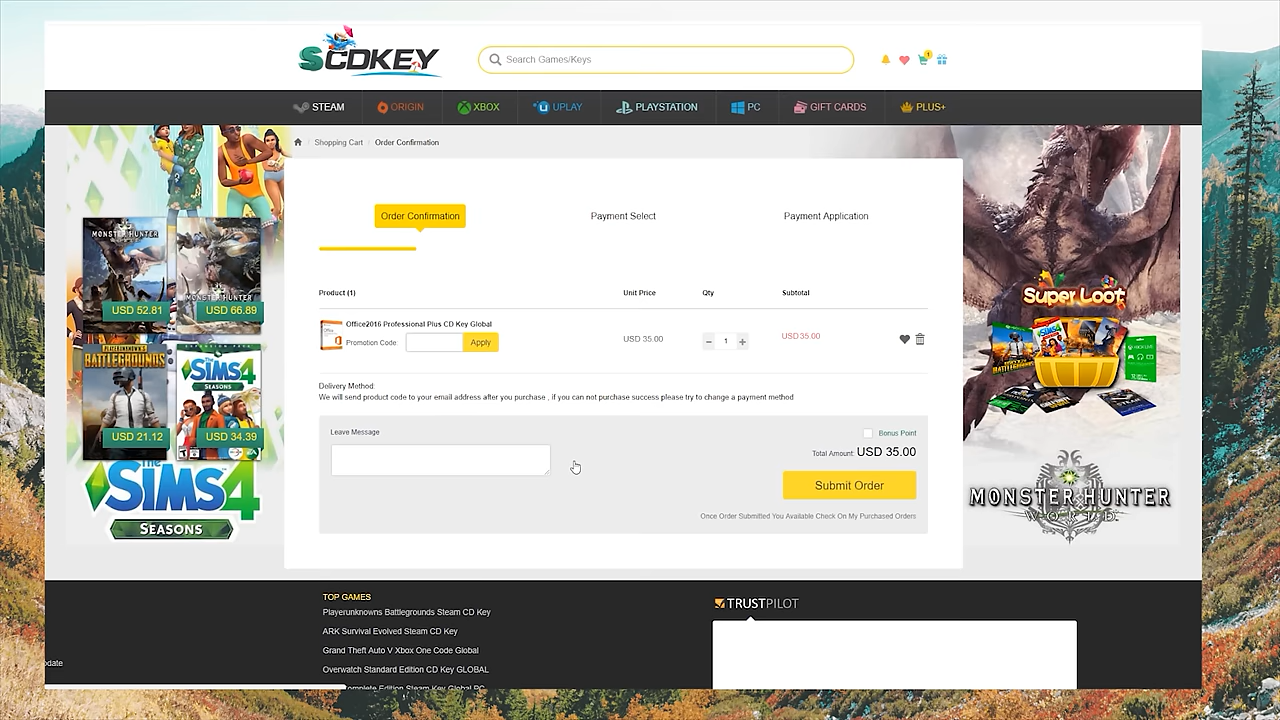 SCDKEY
Search Games/Keys
1
STEAM
ORIGIN
XBOX
UPLAY
PLAYSTATION
PC
GIFT CARDS
PLUS+
Shopping Cart
Order Confirmation
Order Confirmation
Payment Select
Payment Application
Product (1)
Unit Price
Qty
Subtotal
Office2016 Professional Plus CD Key Global
Promotion Code:
Apply
USD 35.00
1
USD35.00
Delivery Method:
We will send product code to your email address after you purchase , if you can not purchase success please try to change a payment method
Leave Message
Bonus Point
Total Amount: USD 35.00
Submit Order
Once Order Submitted You Available Check On My Purchased Orders
MONSTER HUNTER
USD 52.81
MONSTER HUNTER
USD 66.89
BATTLEGROUNDS
USD 21.12
THE SIMS 4
SEASONS
USD 34.39
THE SIMS 4
SEASONS
Super Loot
MONSTER HUNTER
TOP GAMES
Playerunknowns Battlegrounds Steam CD Key
ARK Survival Evolved Steam CD Key
Grand Theft Auto V Xbox One Code Global
Overwatch Standard Edition CD Key GLOBAL
TRUSTPILOT